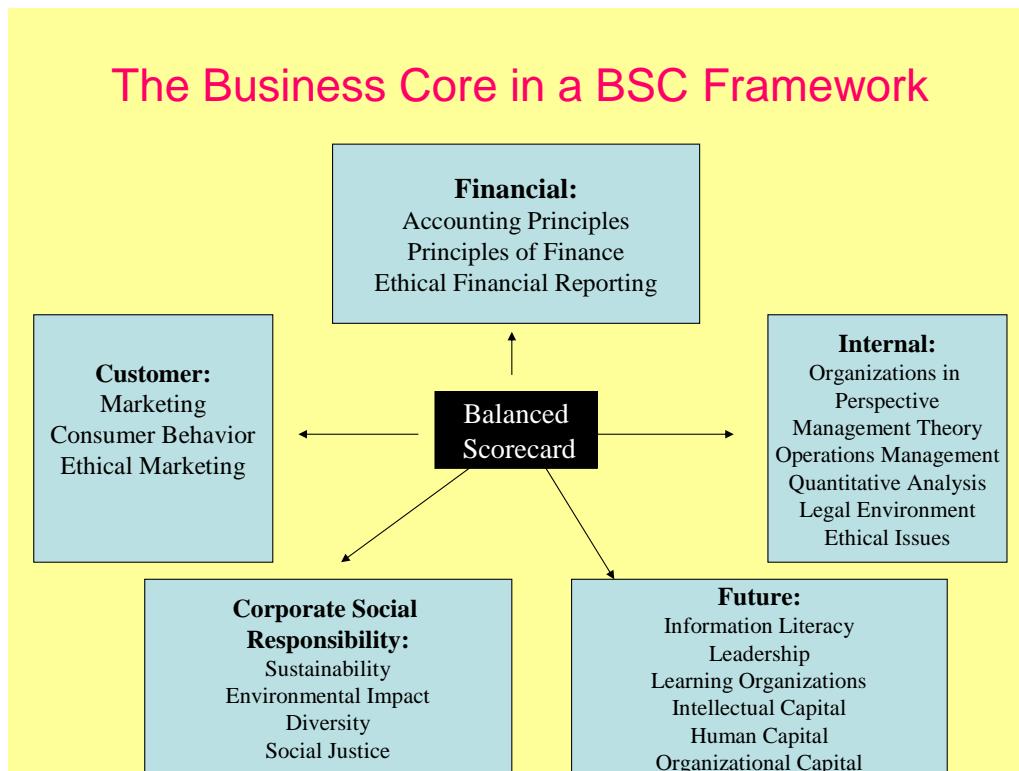 The Business Core in a BSC Framework
Financial:
Accounting Principles
Principles of Finance
Ethical Financial Reporting
Customer:
Marketing
Consumer Behavior
Ethical Marketing
Balanced
Scorecard
Internal:
Organizations in
Perspective
Management Theory
Operations Management
Quantitative Analysis
Legal Environment
Ethical Issues
Corporate Social
Responsibility:
Sustainability
Environmental Impact
Diversity
Social Justice
Future:
Information Literacy
Leadership
Learning Organizations
Intellectual Capital
Human Capital
Organizational Capital